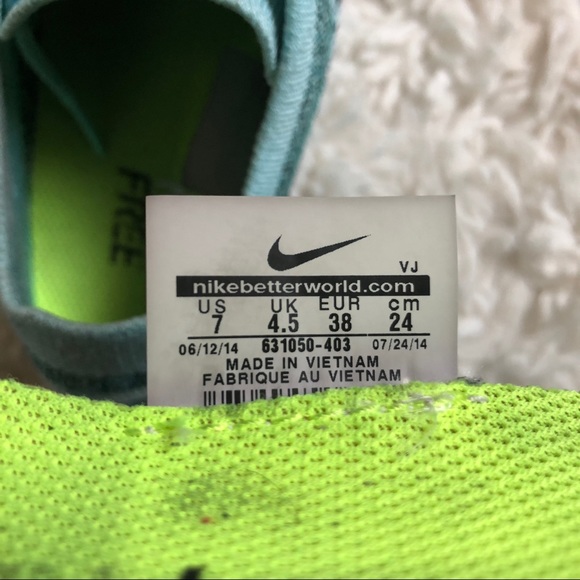 FREE
VJ
nikebetterworld.com
US UK EUR cm
7 4.5 38 24
06/12/14 631050-403 07/24/14
MADE IN VIETNAM
FABRIQUE AU VIETNAM